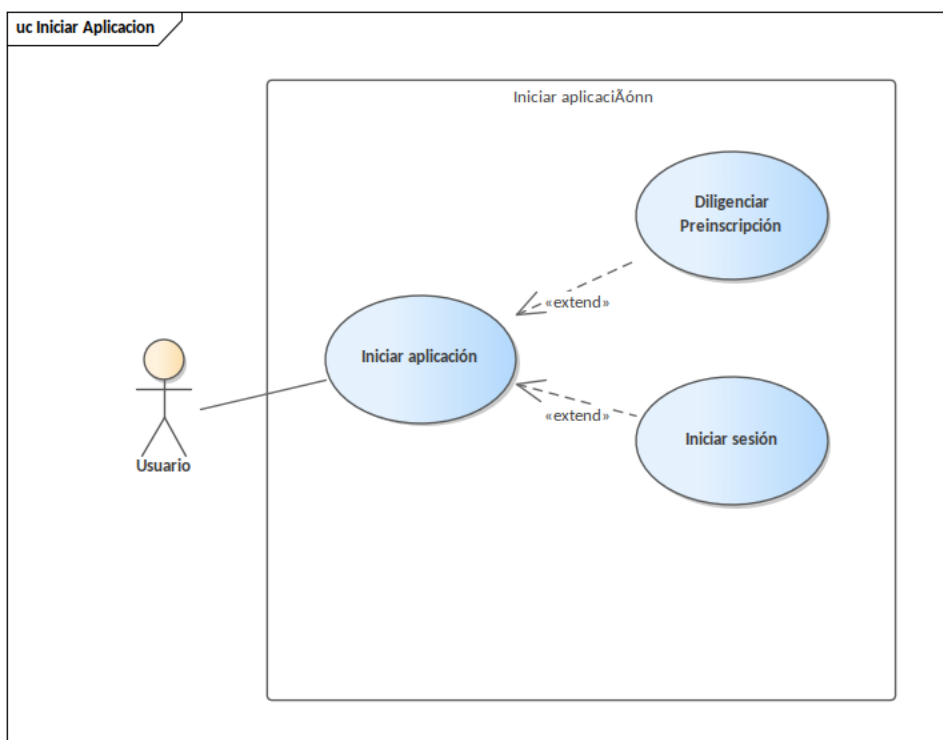 uc Iniciar Aplicacion
Iniciar aplicaciÃónn
Diligenciar
Preinscripción
«extend»
Iniciar aplicación
«extend»
Iniciar sesión
Usuario